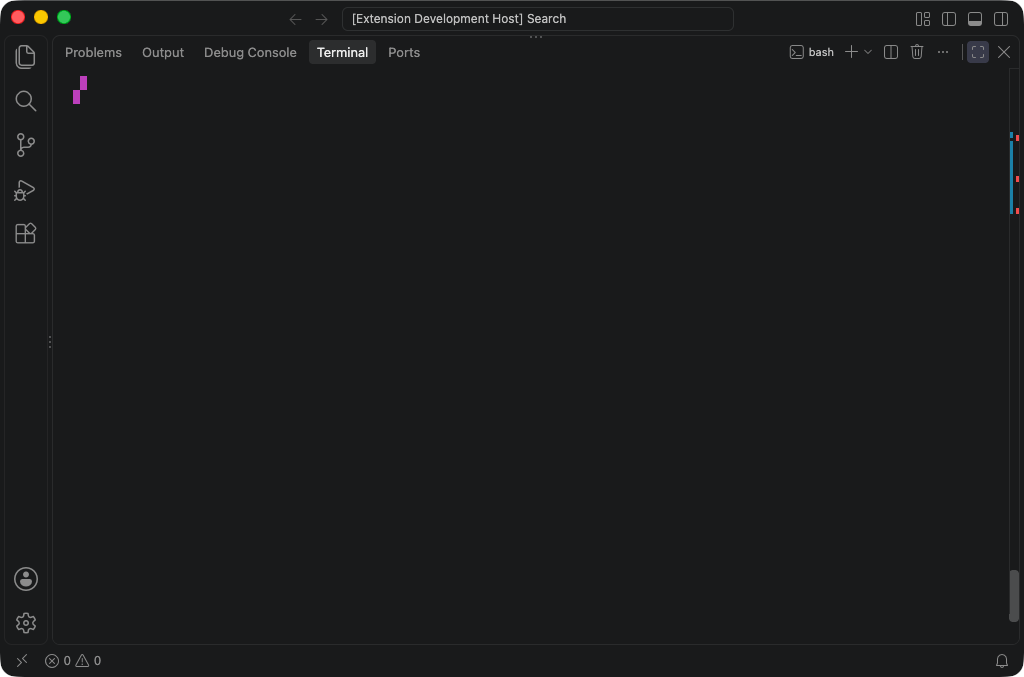 [Extension Development Host] Search
Problems Output Debug Console Terminal Ports bash
0 0